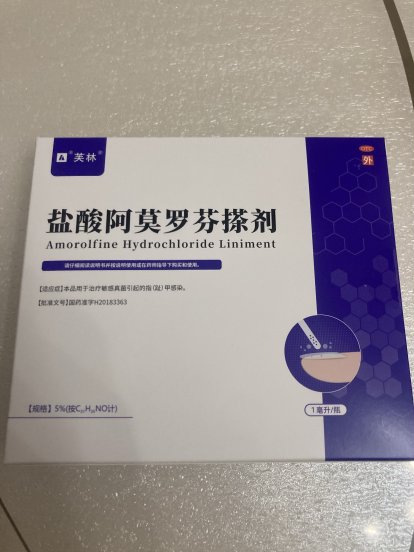 A® 芙林®
OTC
外
盐酸阿莫罗芬搽剂
Amorolfine Hydrochloride Liniment
请仔细阅读说明书并按说明使用或在药师指导下购买和使用。
【适应症】本品用于治疗敏感真菌引起的指(趾)甲感染。
【批准文号】国药准字H20183363
【规格】5%(按C₂₁H₃₅NO计)
1毫升/瓶